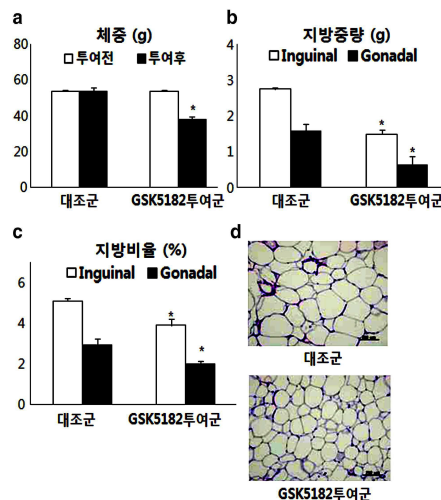 a
체중 (g)
투여전 투여후
80
60
40
20
0
*
대조군 GSK5182투여군
b
지방중량 (g)
Inguinal Gonadal
4
3
2
1
0
*
*
대조군 GSK5182투여군
c
지방비율 (%)
Inguinal Gonadal
6
4
2
0
*
*
대조군 GSK5182투여군
d
대조군
GSK5182투여군